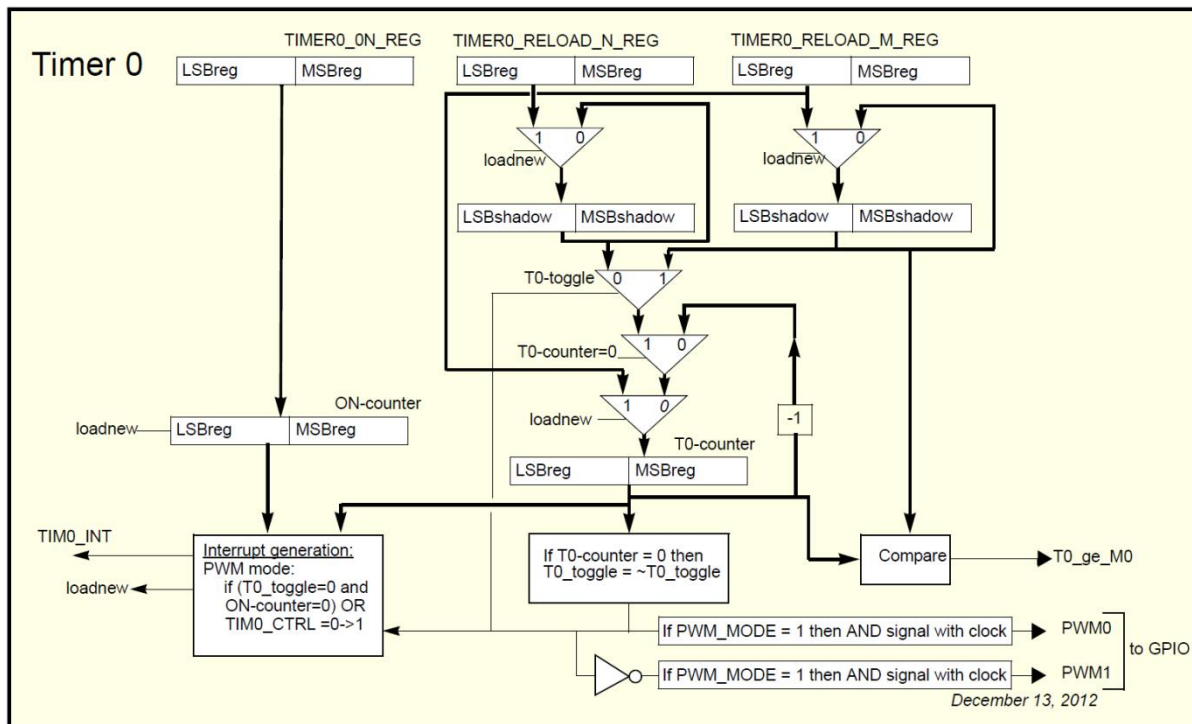 Timer 0
TIMER0_0N_REG
TIMER0_RELOAD_N_REG
TIMER0_RELOAD_M_REG
LSBreg MSBreg
LSBreg MSBreg
LSBreg MSBreg
1 0
loadnew
1 0
loadnew
LSBshadow MSBshadow
LSBshadow MSBshadow
T0-toggle
0 1
T0-counter=0
1 0
loadnew
1 0
-1
ON-counter
loadnew
LSBreg MSBreg
T0-counter
LSBreg MSBreg
TIM0_INT
loadnew
Interrupt generation:
PWM mode:
if (T0_toggle=0 and
ON-counter=0) OR
TIM0_CTRL =0->1
If T0-counter = 0 then
T0_toggle = ~T0_toggle
Compare
T0_ge_M0
If PWM_MODE = 1 then AND signal with clock
PWM0
If PWM_MODE = 1 then AND signal with clock
PWM1
to GPIO
December 13, 2012